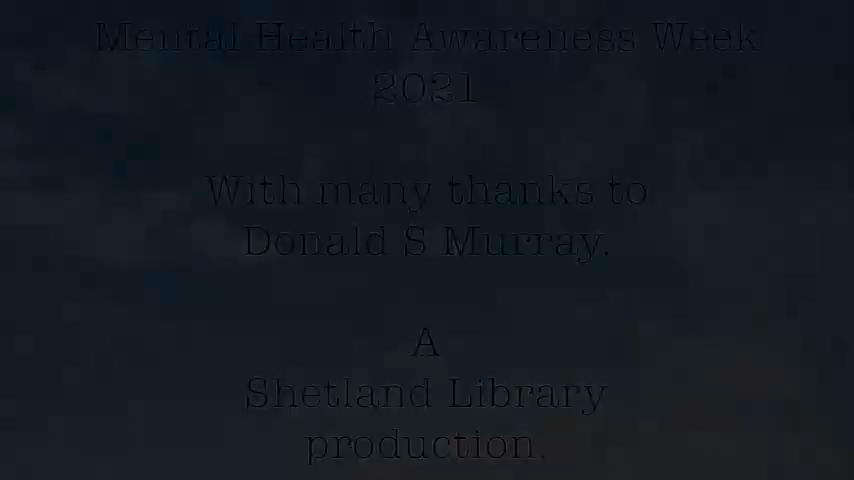 Mental Health Awareness Week
2021
With many thanks to
Donald S Murray.
A
Shetland Library
production.